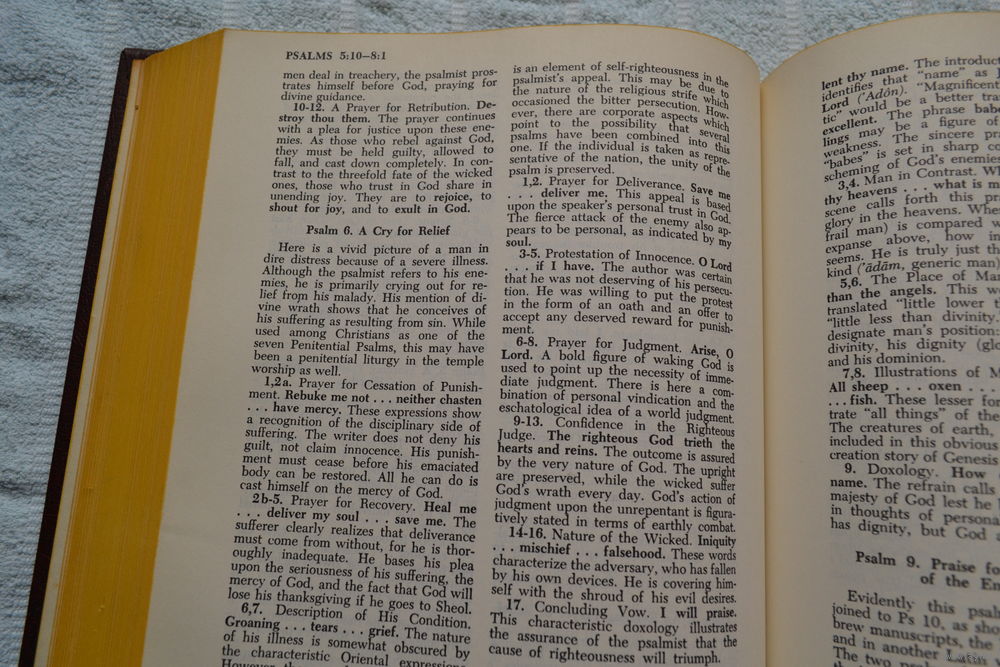 PSALMS 5:10—8:1
men deal in treachery, the psalmist pros-
trates himself before God, praying for
divine guidance.
10-12. A Prayer for Retribution. De-
stroy thou them. The prayer continues
with a plea for justice upon these ene-
mies. As those who rebel against God,
they must be held guilty, allowed to
fall, and cast down completely. In con-
trast to the threefold fate of the wicked
ones, those who trust in God share in
unending joy. They are to rejoice, to
shout for joy, and to exult in God.
Psalm 6. A Cry for Relief
Here is a vivid picture of a man in
dire distress because of a severe illness.
Although the psalmist refers to his ene-
mies, he is primarily crying out for re-
lief from his malady. His mention of di-
vine wrath shows that he conceives of
his suffering as resulting from sin. While
used among Christians as one of the
seven Penitential Psalms, this may have
been a penitential liturgy in the temple
worship as well.
1,2a. Prayer for Cessation of Punish-
ment. Rebuke me not . . . neither chasten
. . . have mercy. These expressions show
a recognition of the disciplinary side of
suffering. The writer does not deny his
guilt, not claim innocence. His punish-
ment must cease before his emaciated
body can be restored. All he can do is
cast himself on the mercy of God.
2b-5. Prayer for Recovery. Heal me
. . . deliver my soul . . . save me. The
sufferer clearly realizes that deliverance
must come from without, for he is thor-
oughly inadequate. He bases his plea
upon the seriousness of his suffering, the
mercy of God, and the fact that God will
lose his thanksgiving if he goes to Sheol.
6,7. Description of His Condition.
Groaning . . . tears . . . grief. The nature
of his illness is somewhat obscured by
the characteristic Oriental expressions.
However the
is an element of self-righteousness in the
psalmist's appeal. This may be due to
the nature of the religious strife which
occasioned the bitter persecution. How-
ever, there are corporate aspects which
point to the possibility that several
psalms have been combined into this
one. If the individual is taken as repre-
sentative of the nation, the unity of the
psalm is preserved.
1,2. Prayer for Deliverance. Save me
. . . deliver me. This appeal is based
upon the speaker's personal trust in God.
The fierce attack of the enemy also ap-
pears to be personal, as indicated by my
soul.
3-5. Protestation of Innocence. O Lord
. . . if I have. The author was certain
that he was not deserving of his persecu-
tion. He was willing to put the protest
in the form of an oath and an offer to
accept any deserved reward for punish-
ment.
6-8. Prayer for Judgment. Arise, O
Lord. A bold figure of waking God is
used to point up the necessity of imme-
diate judgment. There is here a com-
bination of personal vindication and the
eschatological idea of a world judgment.
9-13. Confidence in the Righteous
Judge. The righteous God trieth the
hearts and reins. The outcome is assured
by the very nature of God. The upright
are preserved, while the wicked suffer
God's wrath every day. God's action of
judgment upon the unrepentant is figura-
tively stated in terms of earthly combat.
14-16. Nature of the Wicked. Iniquity
. . . mischief . . . falsehood. These words
characterize the adversary, who has fallen
by his own devices. He is covering him-
self with the shroud of his evil desires.
17. Concluding Vow. I will praise.
This characteristic doxology illustrates
the assurance of the psalmist that the
cause of righteousness will triumph.
lent thy name. The introduct
identifies that "name" as
Lord ('Adôn). "Magnificent
tic" would be a better tra
excellent. The phrase babe
lings may be a figure of
weakness. The sincere pr
"babes" is set in sharp co
scheming of God's enemies
3,4. Man in Contrast. Wh
thy heavens . . . what is m
scene calls forth this pr
glory in the heavens. Whe
frail man) is compared w
expanse above, how in
seems. He is truly just th
kind ('ādām, generic man)
5,6. The Place of Man
than the angels. This w
translated "little lower t
"little less than divinity.
designate man's position
divinity, his dignity (glo
and his dominion.
7,8. Illustrations of M
All sheep . . . oxen . . .
. . . fish. These lesser for
trate "all things" of the
The creatures of earth,
included in this obvious
creation story of Genesis
9. Doxology. How
name. The refrain calls
majesty of God lest he
in thoughts of persona
has dignity, but God a
Psalm 9. Praise fo
of the En
Evidently this psal
joined to Ps 10, as sho
brew manuscripts, the
and in another
The two